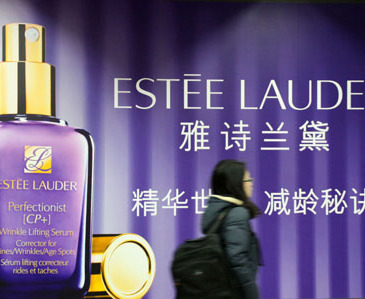 ESTĒE LAUDE
雅诗兰黛
精华世 减龄秘诀
ESTĒE LAUDER
Perfectionist
[CP+]
Wrinkle Lifting Serum
Corrector for
ines/Wrinkles/Age Spots
Sérum lifting correcteur
rides et taches